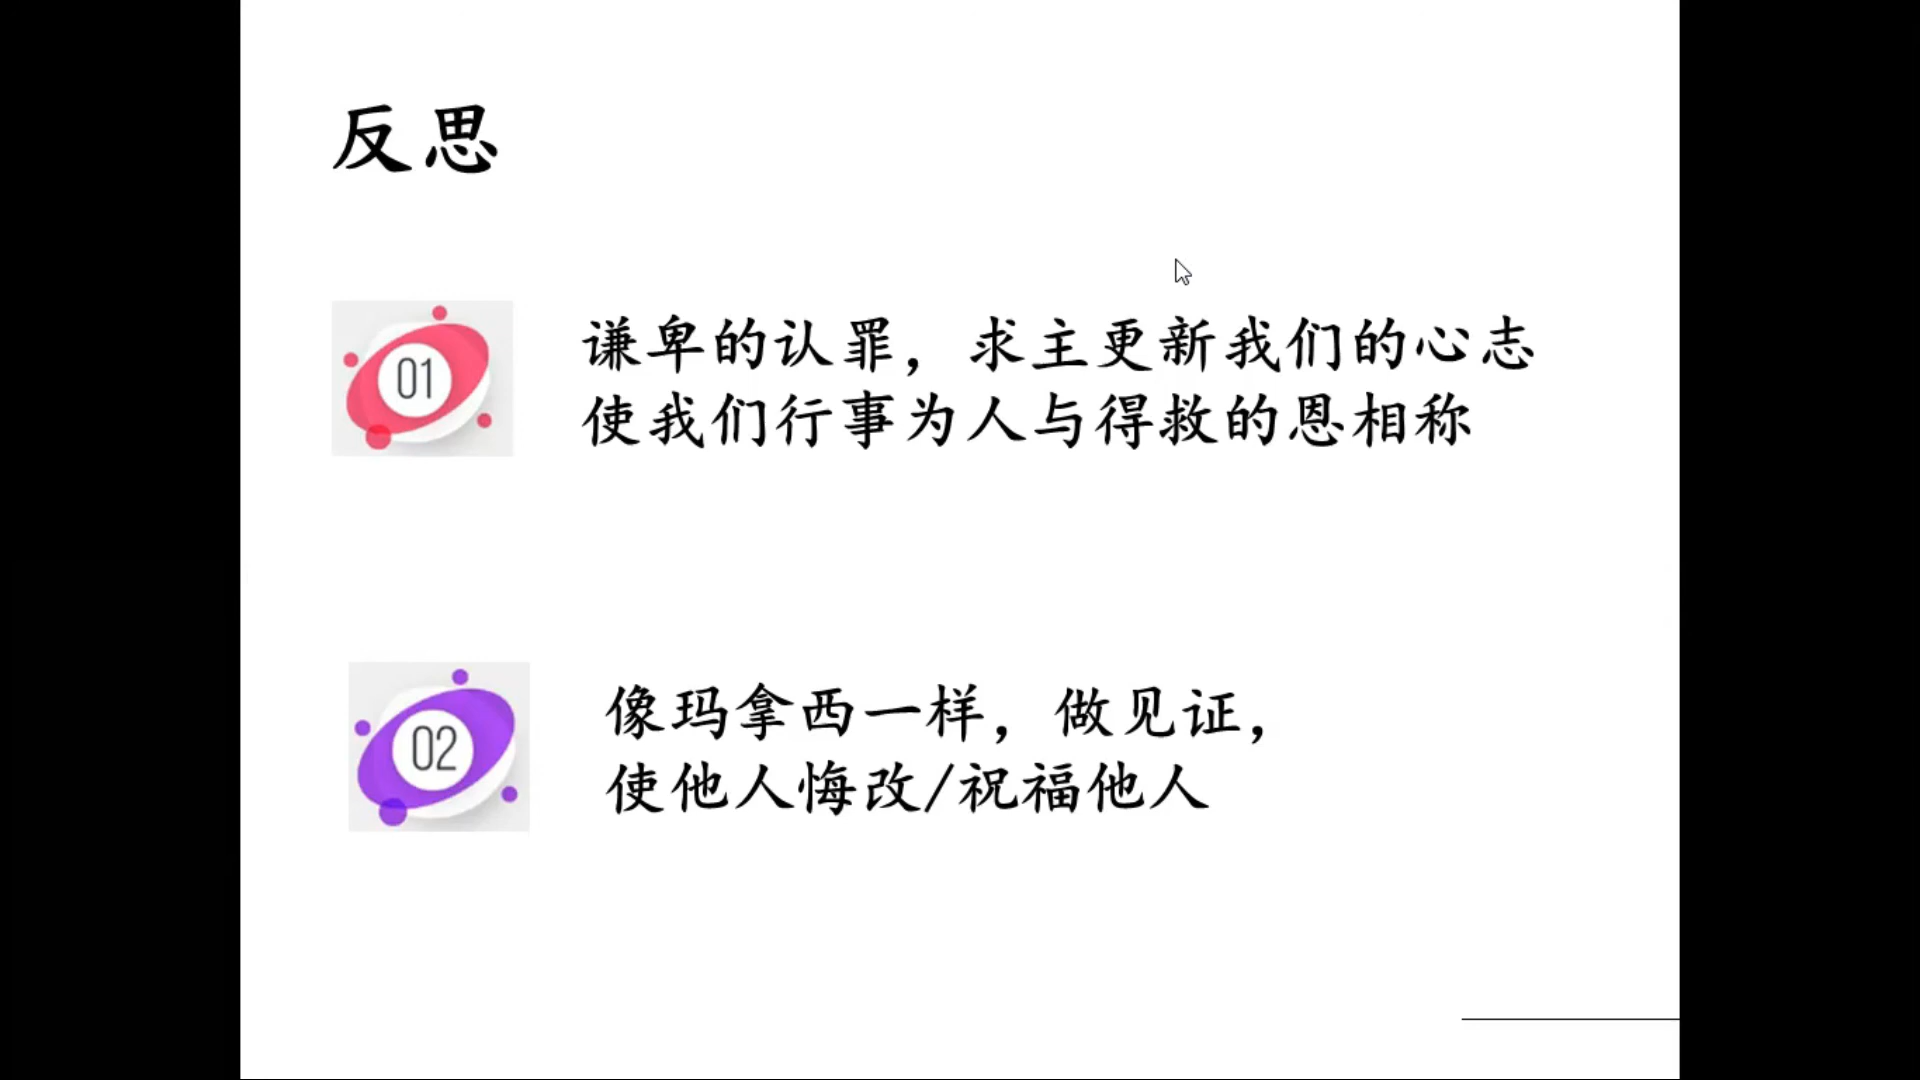 反思
01
谦卑的认罪，求主更新我们的心志
使我们行事为人与得救的恩相称
02
像玛拿西一样，做见证，
使他人悔改/祝福他人